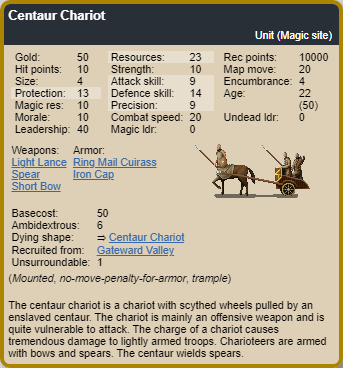 Centaur Chariot
Unit (Magic site)
Gold: 50 Resources: 23 Rec points: 10000
Hit points: 10 Strength: 10 Map move: 20
Size: 4 Attack skill: 9 Encumbrance: 4
Protection: 13 Defence skill: 14 Age: 22
Magic res: 10 Precision: 9 (50)
Morale: 10 Combat speed: 20 Undead ldr: 0
Leadership: 40 Magic ldr: 0
Weapons: Armor:
Light Lance Ring Mail Cuirass
Spear Iron Cap
Short Bow
Basecost: 50
Ambidextrous: 6
Dying shape: ⇒ Centaur Chariot
Recruited from: Gateward Valley
Unsurroundable: 1
(Mounted, no-move-penalty-for-armor, trample)
The centaur chariot is a chariot with scythed wheels pulled by an
enslaved centaur. The chariot is mainly an offensive weapon and is
quite vulnerable to attack. The charge of a chariot causes
tremendous damage to lightly armed troops. Charioteers are armed
with bows and spears. The centaur wields spears.